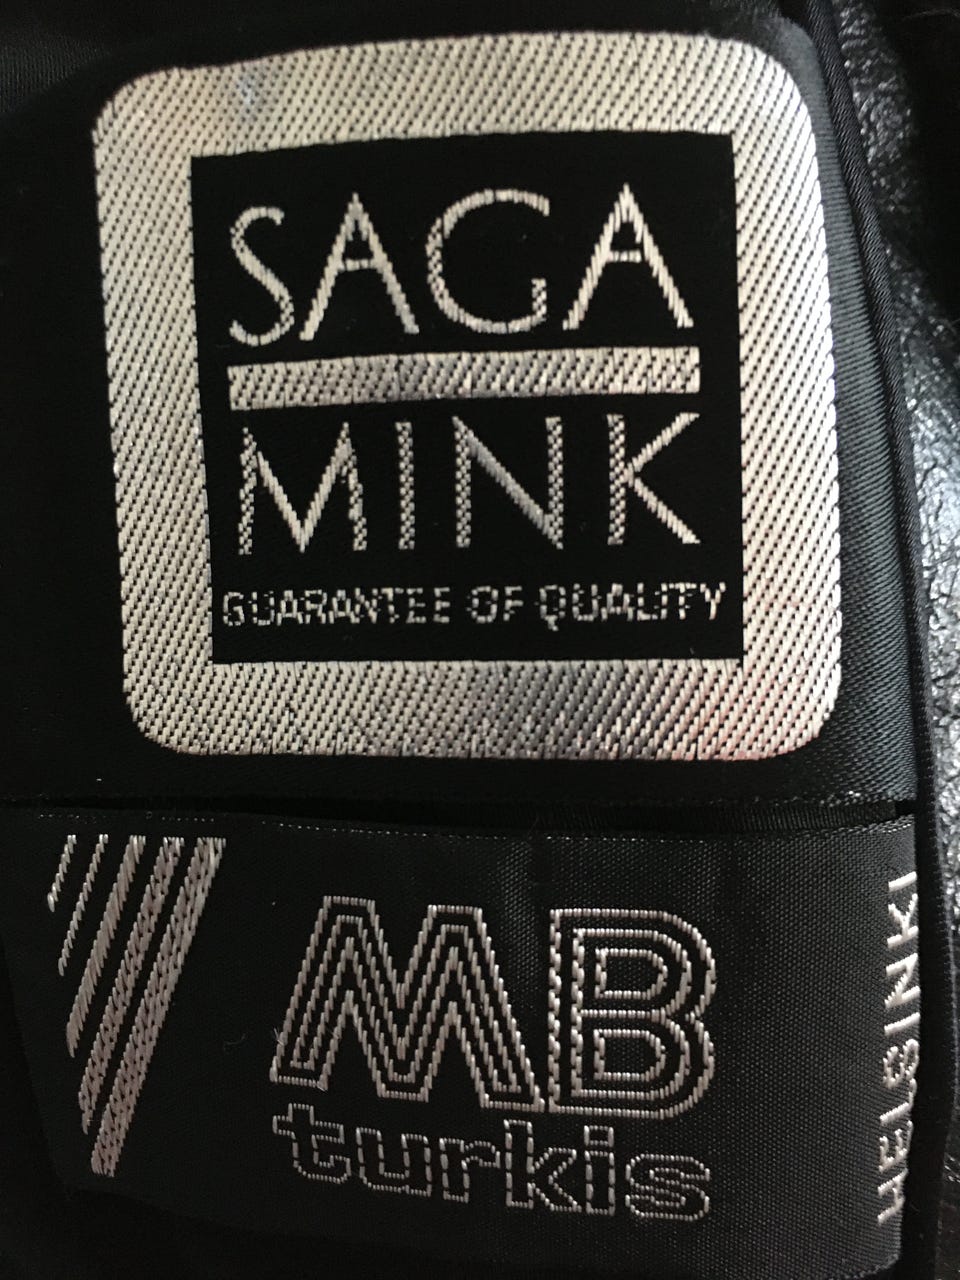 SAGA
MINK
GUARANTEE OF QUALITY
MB
turkis
HELSINKI